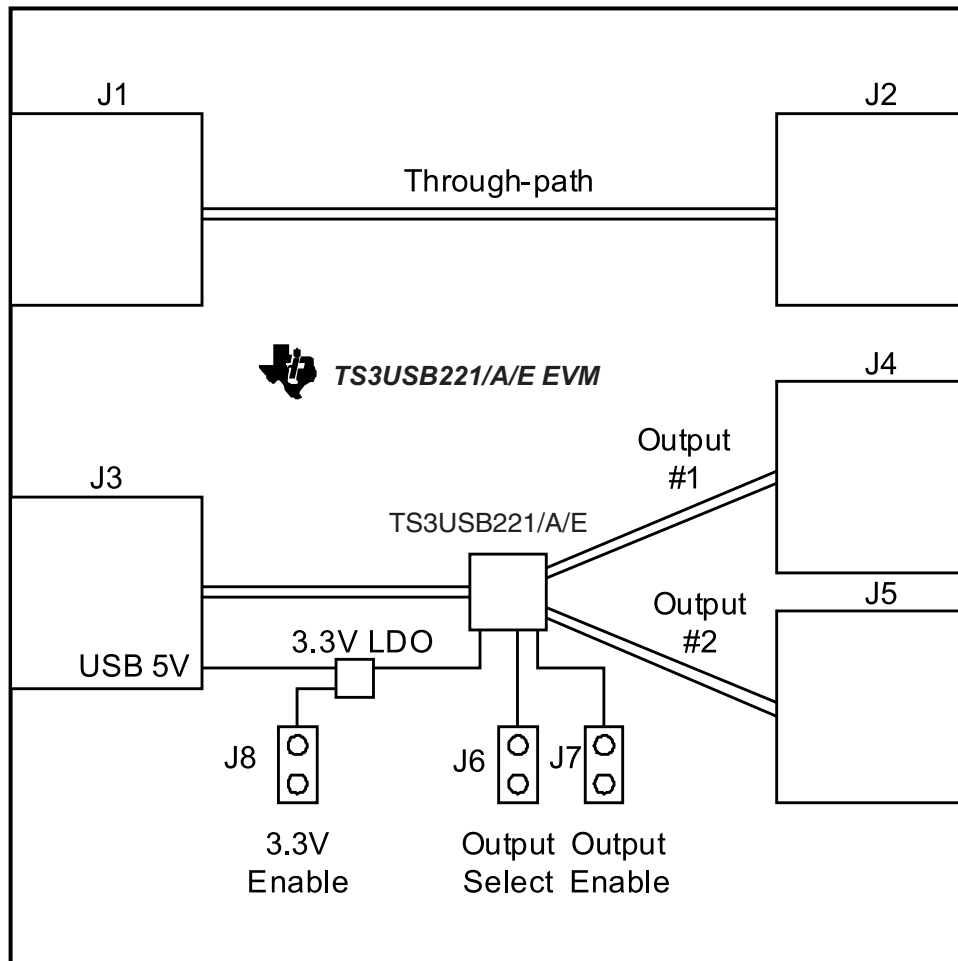 J1
J2
Through-path
TS3USB221/A/E EVM
J4
Output
#1
J3
TS3USB221/A/E
J5
Output
#2
3.3V LDO
USB 5V
J8
J6
J7
3.3V
Enable
Output
Select
Output
Enable